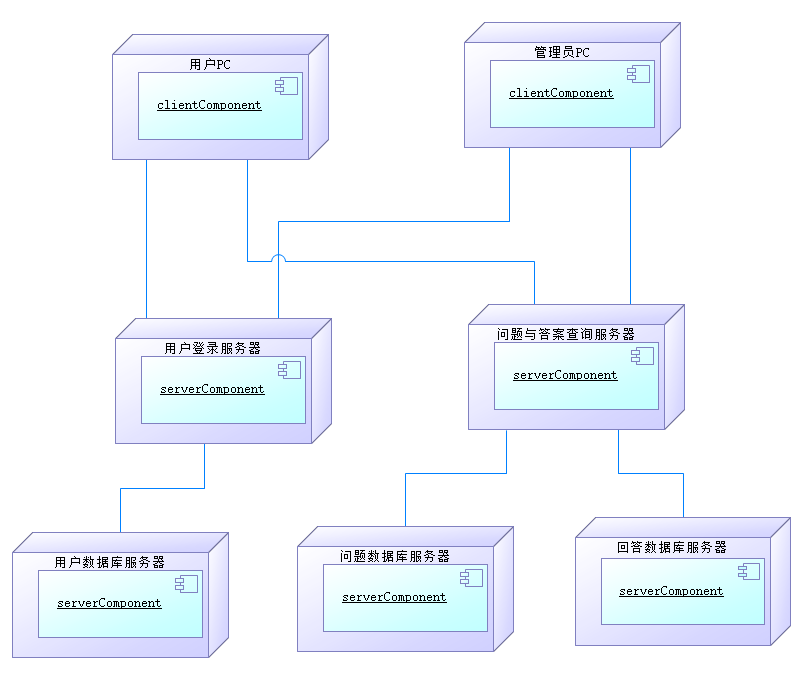 用户PC
clientComponent
管理员PC
clientComponent
用户登录服务器
serverComponent
问题与答案查询服务器
serverComponent
用户数据库服务器
serverComponent
问题数据库服务器
serverComponent
回答数据库服务器
serverComponent